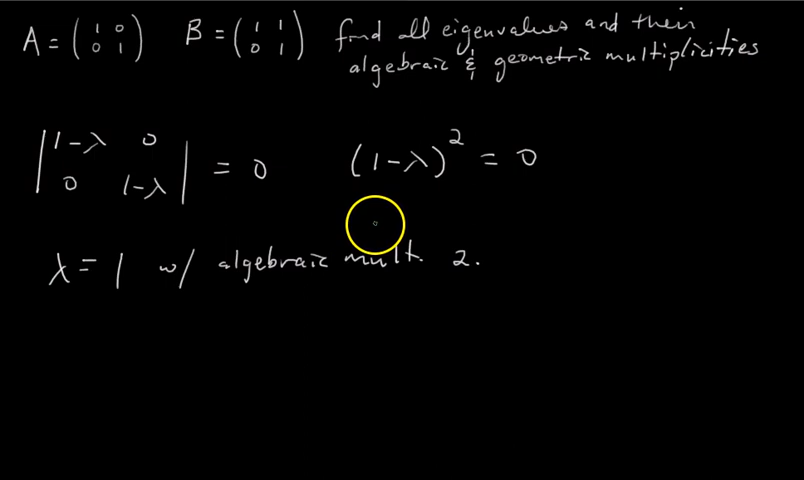 A = ( 1 0 0 1 ) B = ( 1 1 0 1 ) find all eigenvalues and their
algebraic & geometric multiplicities
| 1-λ 0 0 1-λ | = 0 (1-λ)² = 0
λ = 1 w/ algebraic mult. 2.